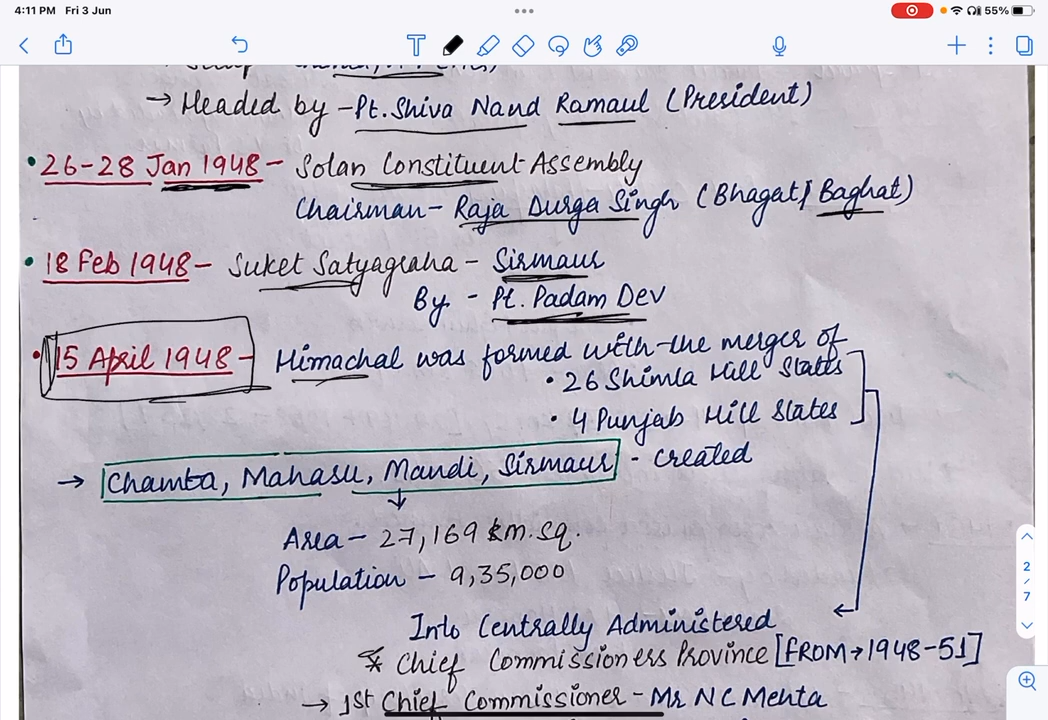 4:11 PM Fri 3 Jun
55%
T
→ Headed by - Pt. Shiva Nand Ramaul (President)
• 26-28 Jan 1948 - Solan Constituent Assembly
Chairman - Raja Durga Singh (Bhagat/Baghat)
• 18 Feb 1948 - Suket Satyagraha - Sirmaur
By - Pt. Padam Dev
• 15 April 1948 - Himachal was formed with the merger of
• 26 Shimla Hill States
• 4 Punjab Hill States
→ Chamba, Mahasu, Mandi, Sirmaur - created
Area - 27,169 km.sq.
Population - 9,35,000
Into Centrally Administered
Chief Commissioners Province [FROM → 1948-51]
→ 1st Chief Commissioner - Mr NC Mehta
2
/
7